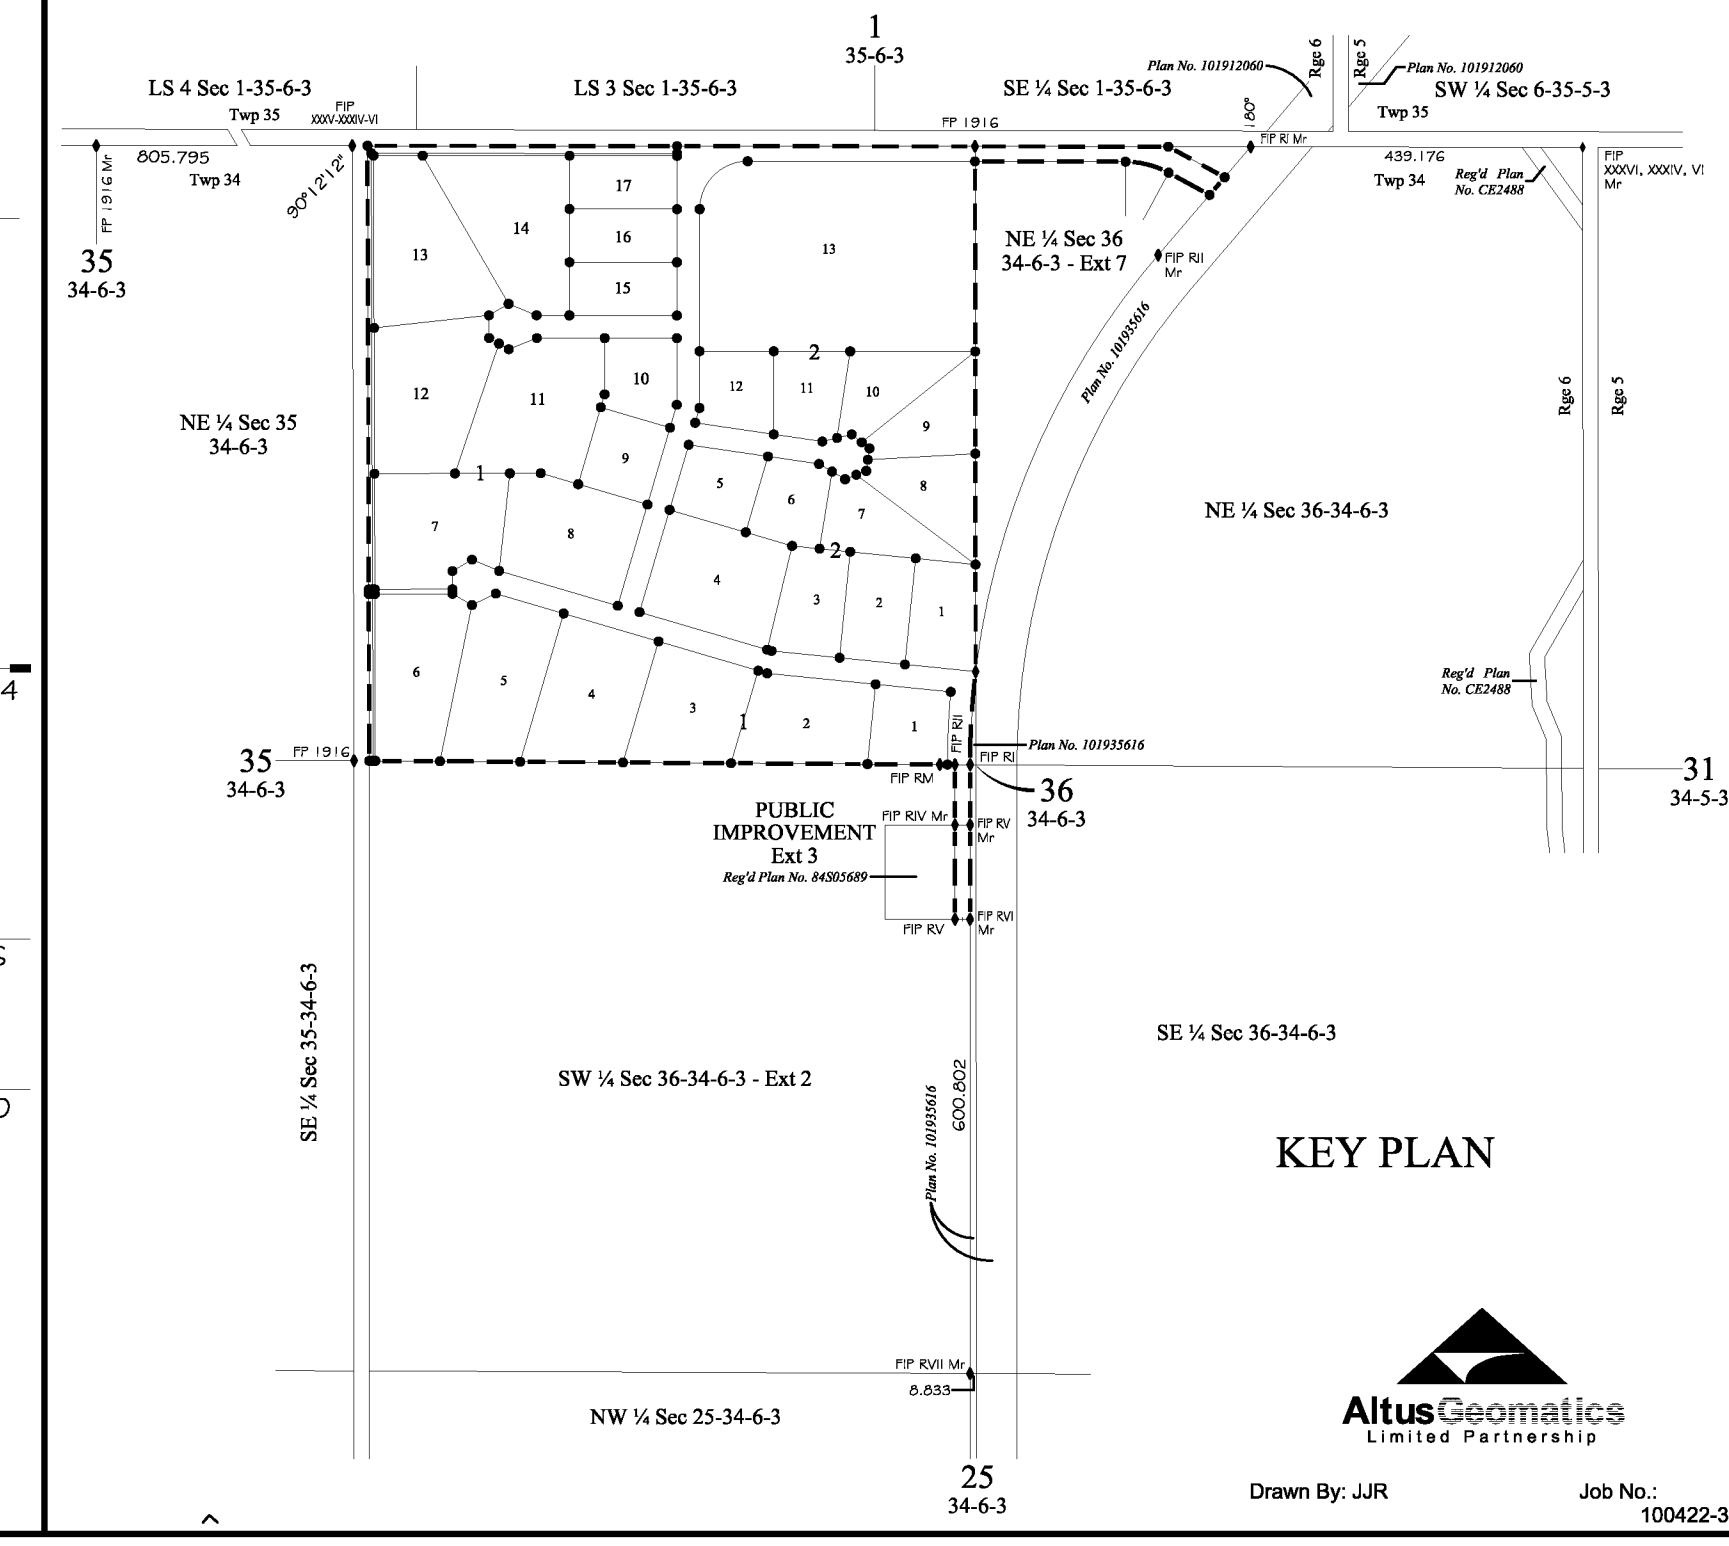 1
35-6-3
LS 4 Sec 1-35-6-3
LS 3 Sec 1-35-6-3
SE ¼ Sec 1-35-6-3
Plan No. 101912060
Rge 6
Rge 5
Plan No. 101912060
SW ¼ Sec 6-35-5-3
Twp 35
FIP
XXXV-XXXIV-VI
FP 1916
180°
Twp 35
FIP RI Mr
805.795
Twp 34
FP 1916 Mr
90°12'12"
439.176
Twp 34
Reg'd Plan
No. CE2488
FIP
XXXVI, XXXIV, VI
Mr
35
34-6-3
17
16
15
14
13
13
NE ¼ Sec 36
34-6-3 - Ext 7
FIP RII
Mr
Plan No. 101935616
2
12
11
10
10
12
11
9
9
Rge 6
Rge 5
NE ¼ Sec 35
34-6-3
1
5
6
8
7
7
8
2
NE ¼ Sec 36-34-6-3
4
3
2
1
6
5
4
3
1
2
1
FIP RII
Reg'd Plan
No. CE2488
Plan No. 101935616
35
34-6-3
FP 1916
FIP RI
FIP RM
36
34-6-3
31
34-5-3
PUBLIC
IMPROVEMENT
Ext 3
Reg'd Plan No. 84S05689
FIP RIV Mr
FIP RV
Mr
FIP RV
FIP RVI
Mr
4
SE ¼ Sec 35-34-6-3
SW ¼ Sec 36-34-6-3 - Ext 2
SE ¼ Sec 36-34-6-3
600.802
Plan No. 101935616
KEY PLAN
FIP RVII Mr
8.833
NW ¼ Sec 25-34-6-3
25
34-6-3
AltusGeomatics
Limited Partnership
Drawn By: JJR
Job No.:
100422-3